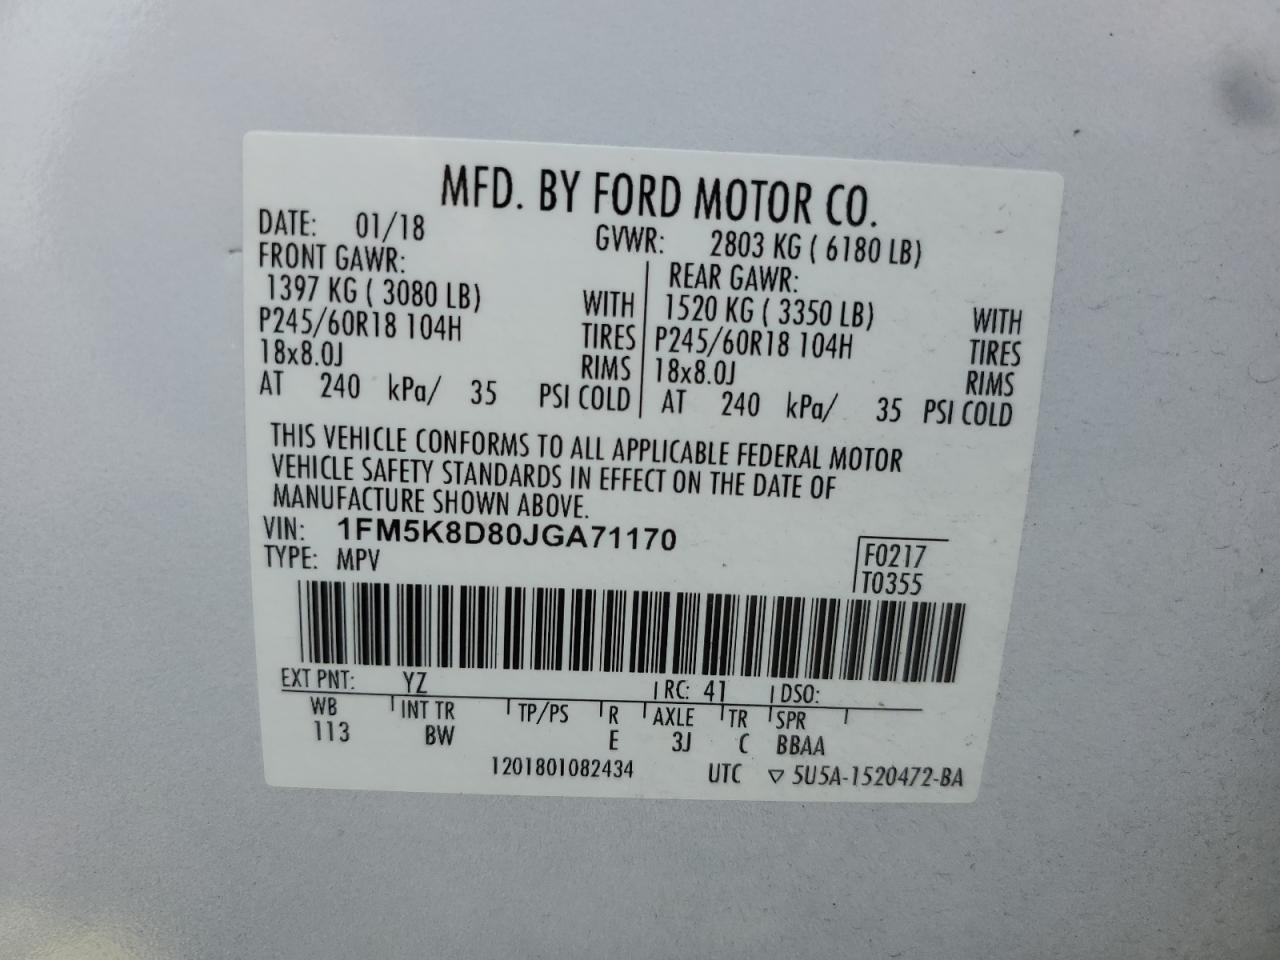 MFD. BY FORD MOTOR CO.
DATE: 01/18 GVWR: 2803 KG ( 6180 LB)
FRONT GAWR: REAR GAWR:
1397 KG ( 3080 LB) WITH 1520 KG ( 3350 LB) WITH
P245/60R18 104H TIRES P245/60R18 104H TIRES
18x8.0J RIMS 18x8.0J RIMS
AT 240 kPa/ 35 PSI COLD AT 240 kPa/ 35 PSI COLD
THIS VEHICLE CONFORMS TO ALL APPLICABLE FEDERAL MOTOR
VEHICLE SAFETY STANDARDS IN EFFECT ON THE DATE OF
MANUFACTURE SHOWN ABOVE.
VIN: 1FM5K8D80JGA71170 F0217
TYPE: MPV T0355
EXT PNT: YZ RC: 41 DSO:
WB INT TR TP/PS R AXLE TR SPR
113 BW E 3J C BBAA
1201801082434 UTC ▽ 5U5A-1520472-BA